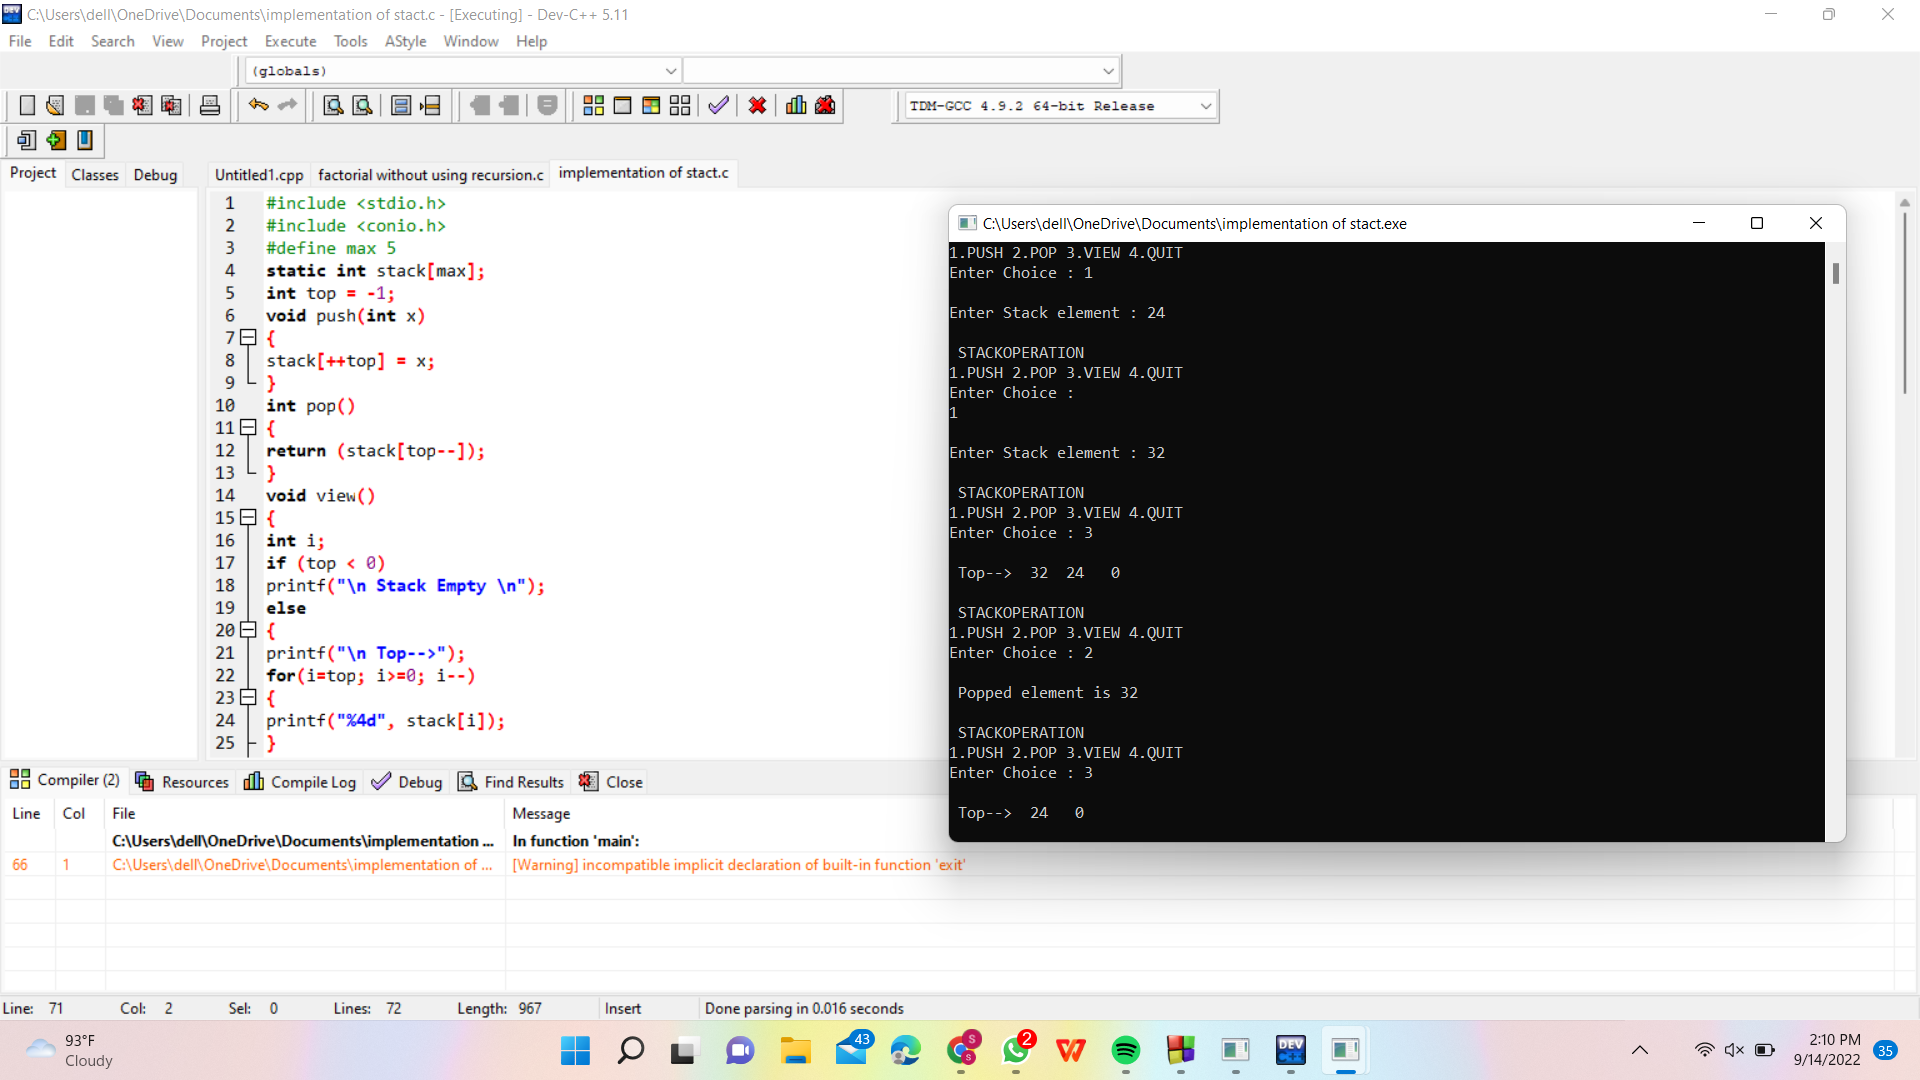 C:\Users\dell\OneDrive\Documents\implementation of stact.c - [Executing] - Dev-C++ 5.11
File Edit Search View Project Execute Tools AStyle Window Help
(globals)
TDM-GCC 4.9.2 64-bit Release
Project Classes Debug
Untitled1.cpp factorial without using recursion.c implementation of stact.c
1 #include <stdio.h>
2 #include <conio.h>
3 #define max 5
4 static int stack[max];
5 int top = -1;
6 void push(int x)
7 {
8 stack[++top] = x;
9 }
10 int pop()
11 {
12 return (stack[top--]);
13 }
14 void view()
15 {
16 int i;
17 if (top < 0)
18 printf("\n Stack Empty \n");
19 else
20 {
21 printf("\n Top-->");
22 for(i=top; i>=0; i--)
23 {
24 printf("%4d", stack[i]);
25 }
C:\Users\dell\OneDrive\Documents\implementation of stact.exe
1.PUSH 2.POP 3.VIEW 4.QUIT
Enter Choice : 1
Enter Stack element : 24
STACKOPERATION
1.PUSH 2.POP 3.VIEW 4.QUIT
Enter Choice :
1
Enter Stack element : 32
STACKOPERATION
1.PUSH 2.POP 3.VIEW 4.QUIT
Enter Choice : 3
Top--> 32 24 0
STACKOPERATION
1.PUSH 2.POP 3.VIEW 4.QUIT
Enter Choice : 2
Popped element is 32
STACKOPERATION
1.PUSH 2.POP 3.VIEW 4.QUIT
Enter Choice : 3
Top--> 24 0
Compiler (2) Resources Compile Log Debug Find Results Close
Line Col File Message
C:\Users\dell\OneDrive\Documents\implementation ... In function 'main':
66 1 C:\Users\dell\OneDrive\Documents\implementation of ... [Warning] incompatible implicit declaration of built-in function 'exit'
Line: 71 Col: 2 Sel: 0 Lines: 72 Length: 967 Insert Done parsing in 0.016 seconds
93°F
Cloudy
43
S
S
2
DEV
C++
2:10 PM
9/14/2022
35